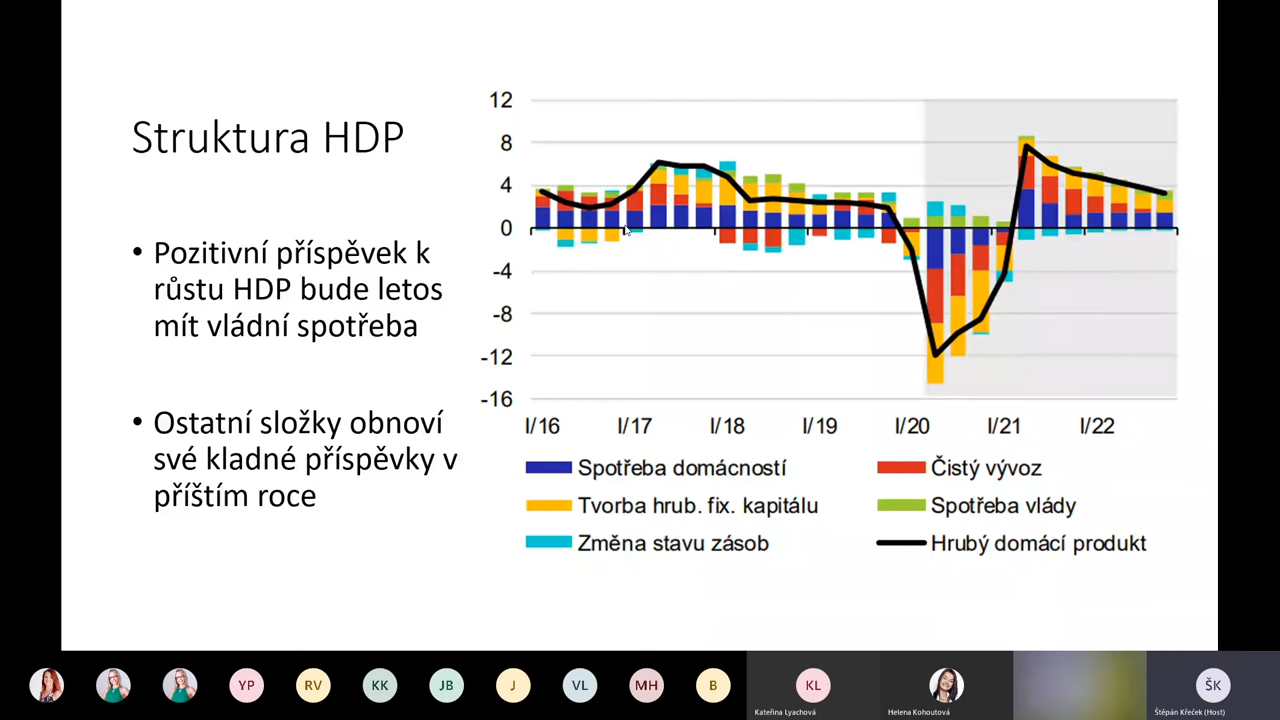 Struktura HDP
• Pozitivní příspěvek k
růstu HDP bude letos
mít vládní spotřeba
• Ostatní složky obnoví
své kladné příspěvky v
příštím roce
12
8
4
0
-4
-8
-12
-16
I/16 I/17 I/18 I/19 I/20 I/21 I/22
Spotřeba domácností
Čistý vývoz
Tvorba hrub. fix. kapitálu
Spotřeba vlády
Změna stavu zásob
Hrubý domácí produkt
YP RV KK JB J VL MH B KL ŠK
Kateřina Lyachová
Helena Kohoutová
Štěpán Křeček (Host)